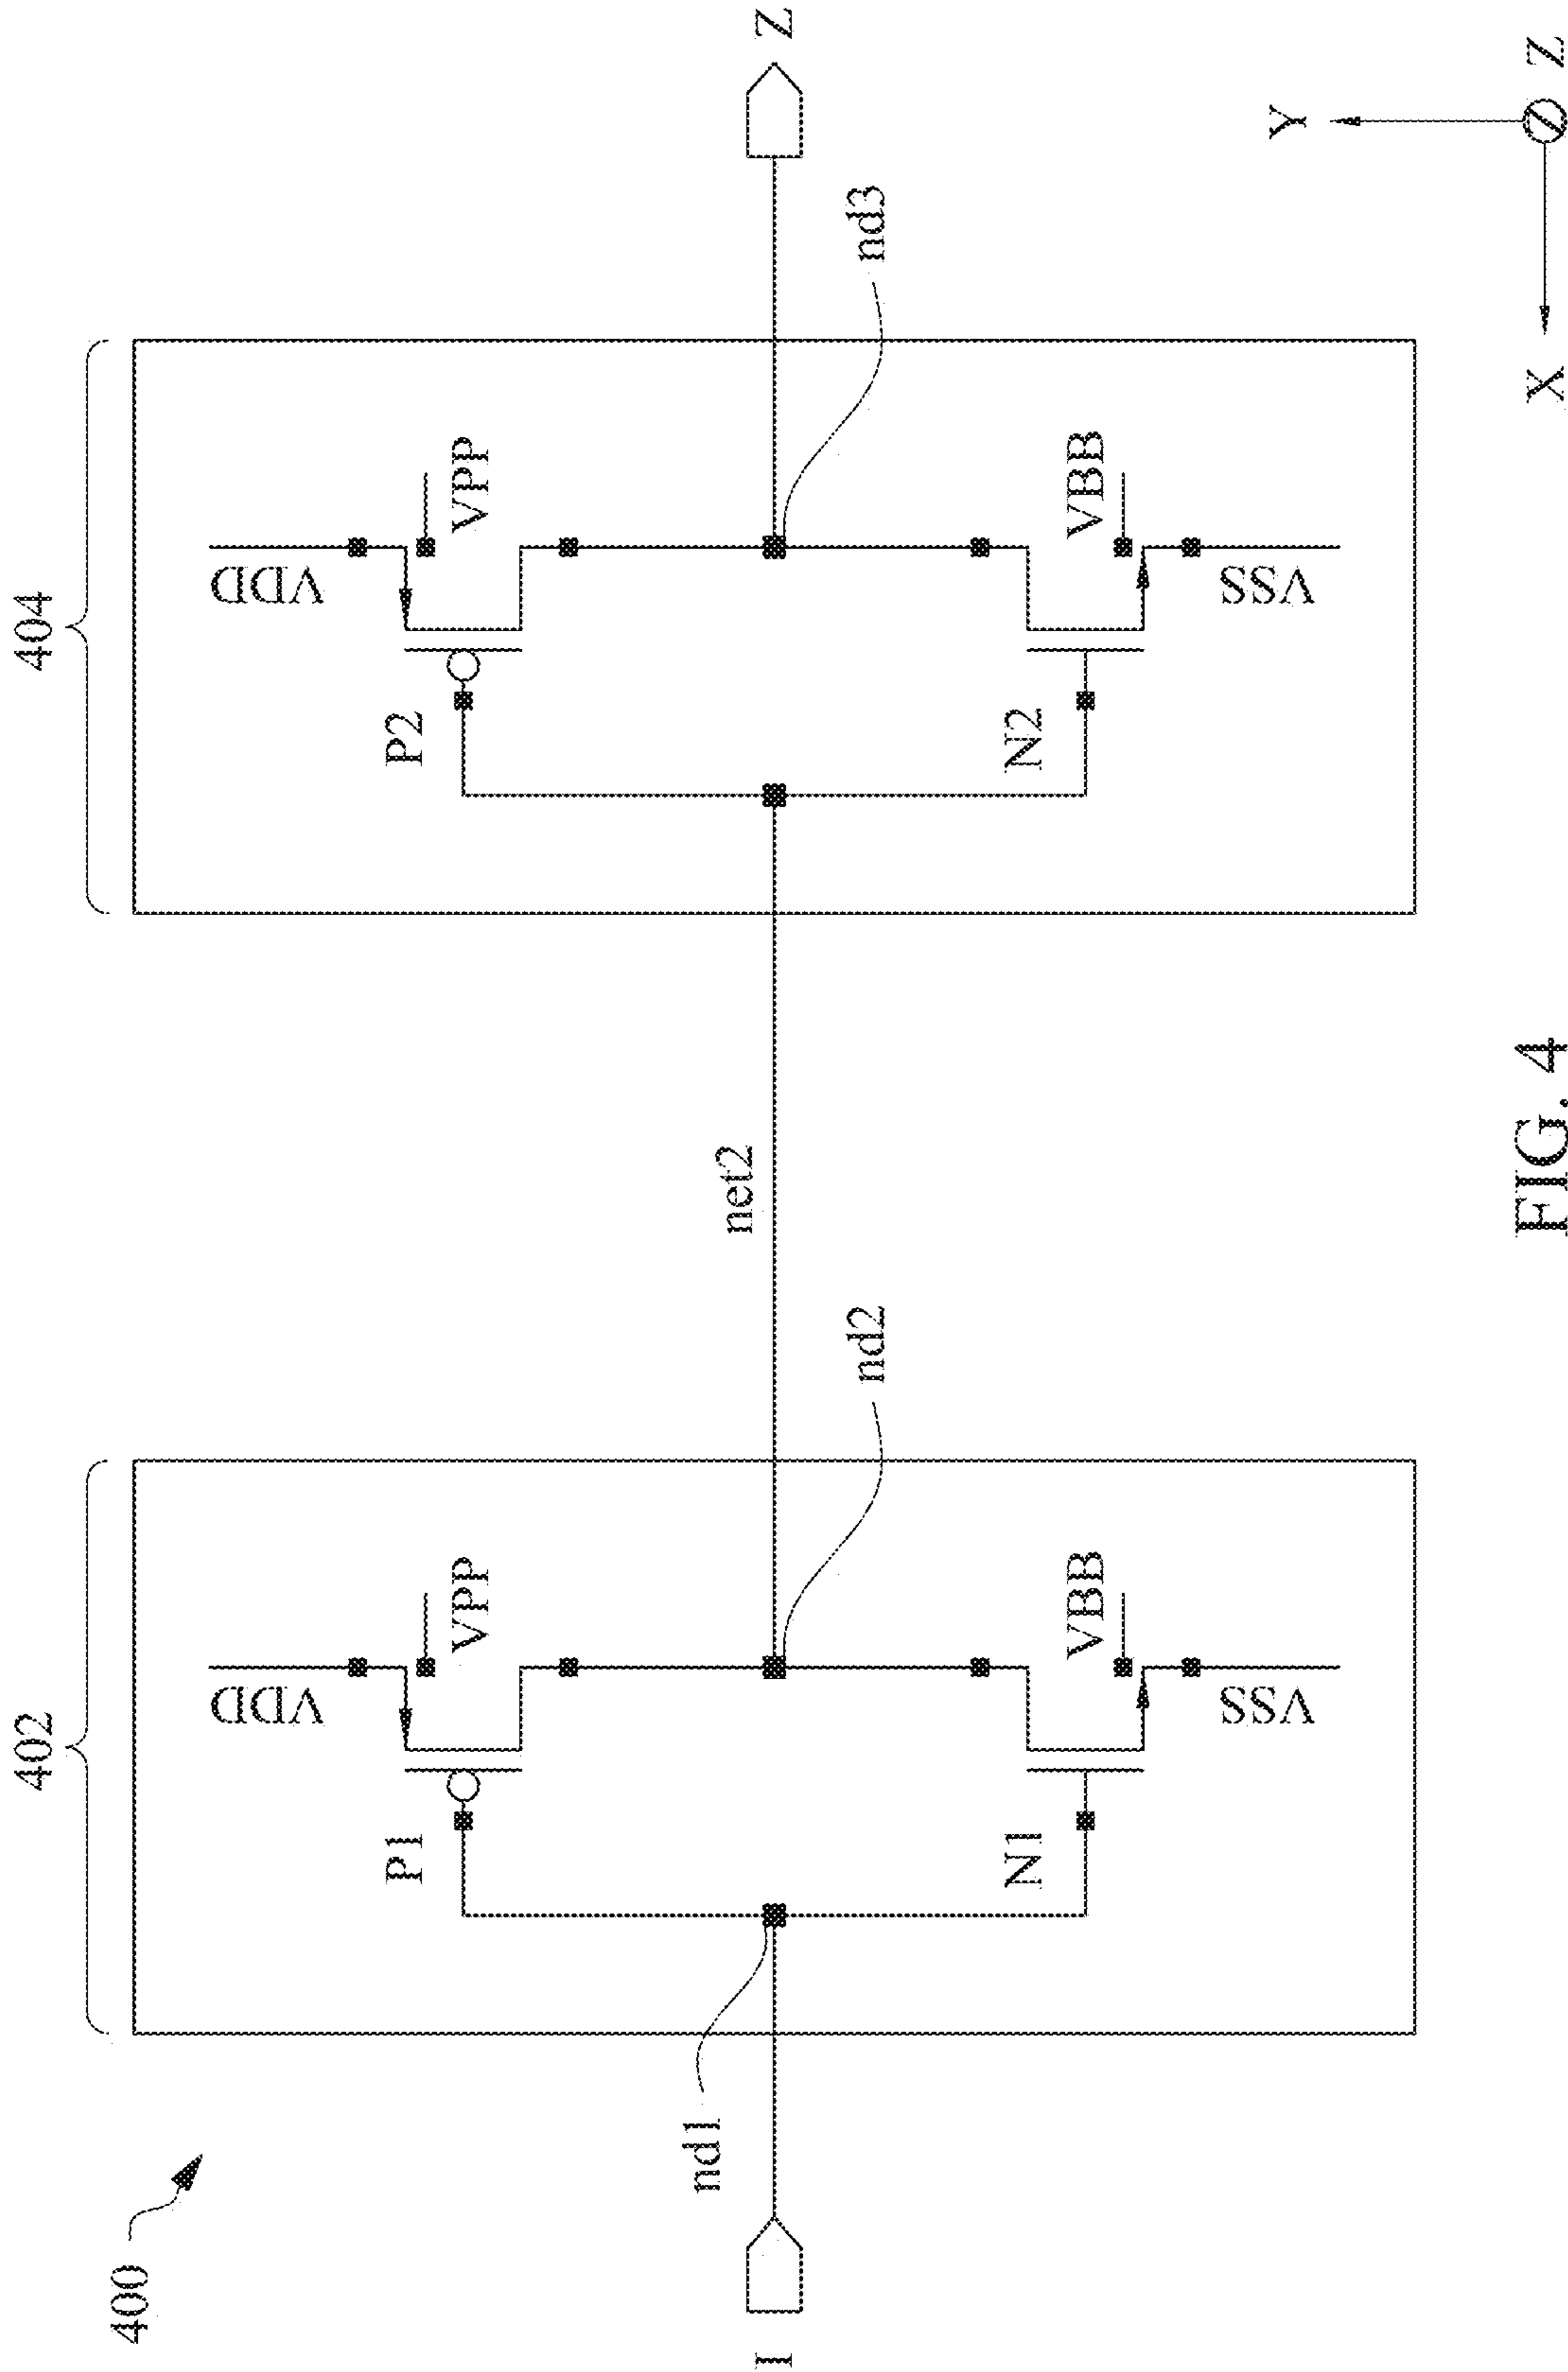 400
402
404
VDD
VDD
P1
VPP
P2
VPP
nd1
net2
I
Z
nd2
nd3
N1
VBB
N2
VBB
VSS
VSS
Y
X
Z
FIG. 4